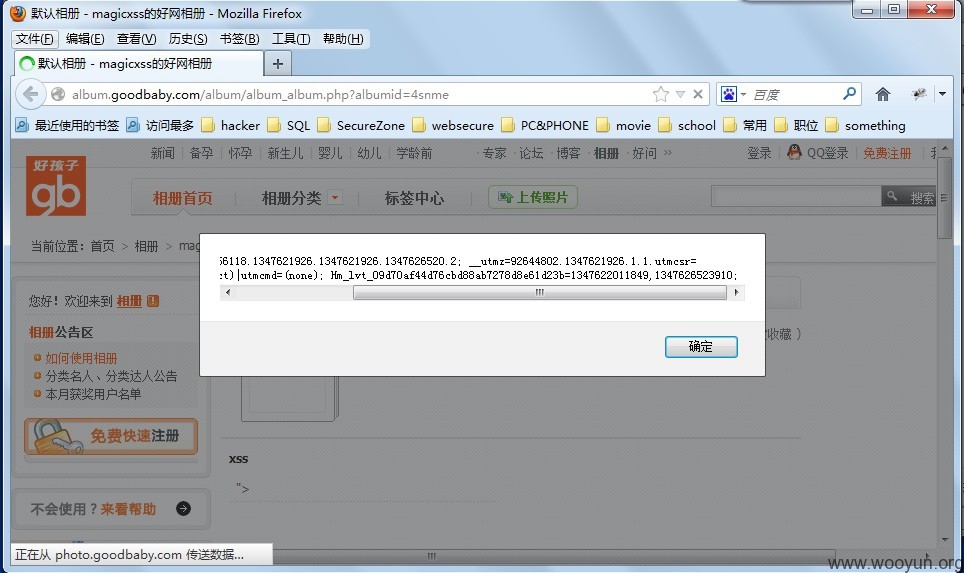 默认相册 - magicxss的好网相册 - Mozilla Firefox
文件(F) 编辑(E) 查看(V) 历史(S) 书签(B) 工具(T) 帮助(H)
默认相册 - magicxss的好网相册 +
album.goodbaby.com/album/album_album.php?albumid=4snme 百度
最近使用的书签 访问最多 hacker SQL SecureZone websecure PC&PHONE movie school 常用 职位 something
新闻 备孕 怀孕 新生儿 婴儿 幼儿 学龄前 · 专家 · 论坛 · 博客 · 相册 · 好问 » 登录 QQ登录 免费注册
好孩子
gb
相册首页 相册分类 标签中心 上传照片 搜索
当前位置: 首页 > 相册 > mag
56118.1347621926.1347621926.1347626520.2; __utmz=92644802.1347621926.1.1.utmcsr=
ct)|utmcmd=(none); Hm_lvt_09d70af44d76cbd88ab7278d8e61d23b=1347622011849,1347626523910;
确定
您好! 欢迎来到 相册
收藏 )
相册公告区
如何使用相册
分类名人、分类达人公告
本月获奖用户名单
免费快速注册
xss
">
不会使用？来看帮助
正在从 photo.goodbaby.com 传送数据...
www.wooyun.org